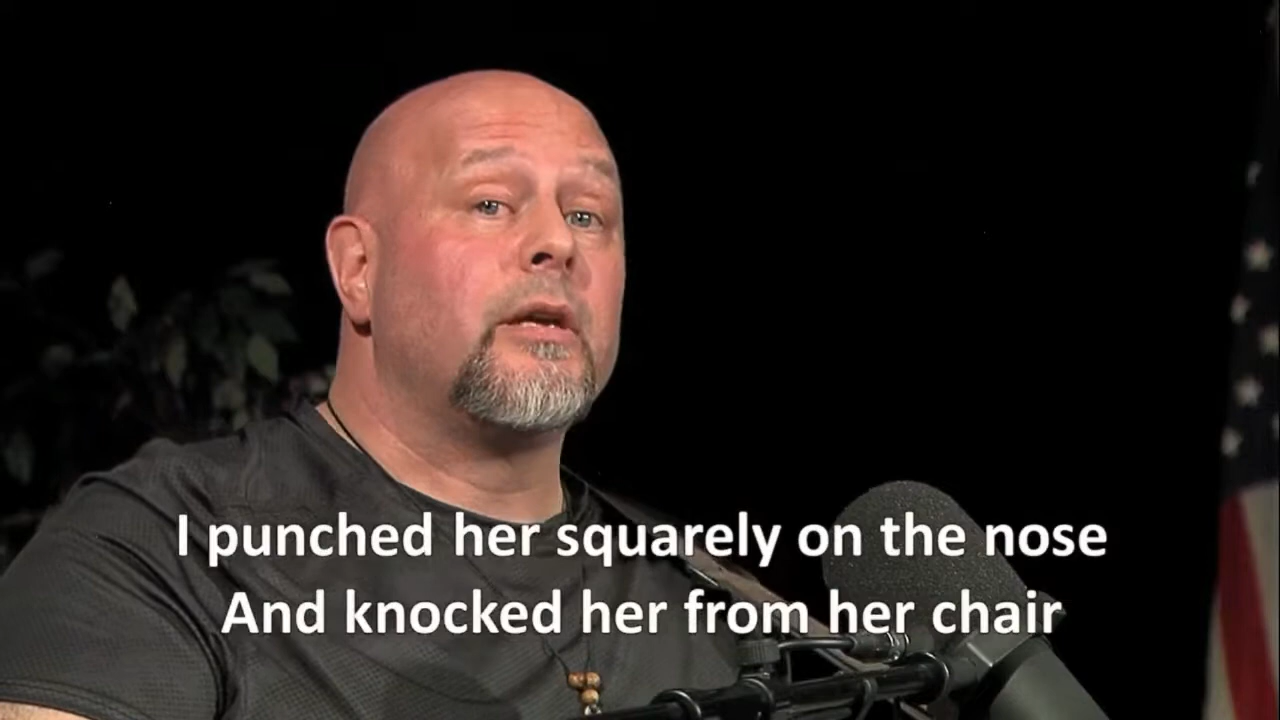 I punched her squarely on the nose
And knocked her from her chair